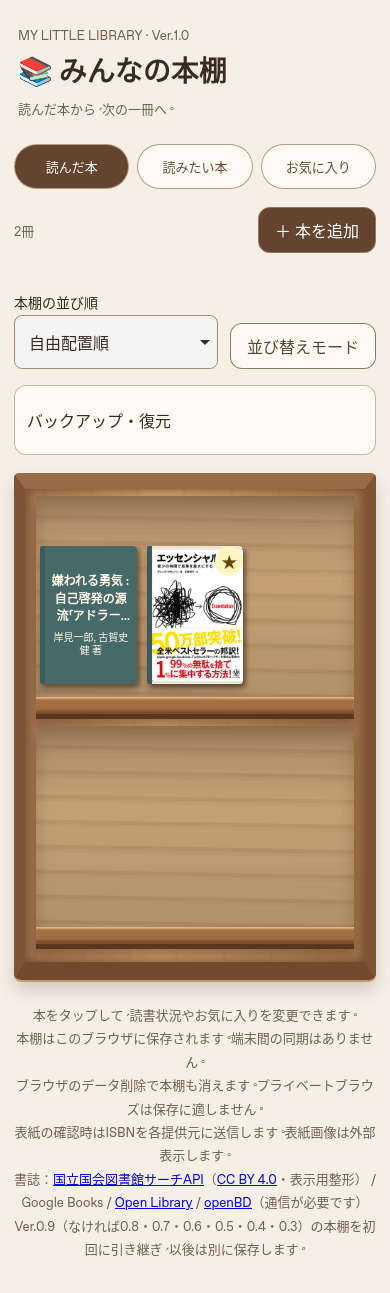 MY LITTLE LIBRARY · Ver.1.0
📚 みんなの本棚
読んだ本から、次の一冊へ。
読んだ本
読みたい本
お気に入り
2冊
＋ 本を追加
本棚の並び順
自由配置順
並び替えモード
バックアップ・復元
嫌われる勇気 :
自己啓発の源
流「アドラー…
岸見一郎, 古賀史
健 著
エッセンシャル
★
Essentialism
50万部突破!
全米ベストセラーの邦訳!
99%の無駄を捨て
1%に集中する方法!
本をタップして、読書状況やお気に入りを変更できます。
本棚はこのブラウザに保存されます。端末間の同期はありませ
ん。
ブラウザのデータ削除で本棚も消えます。プライベートブラウ
ズは保存に適しません。
表紙の確認時はISBNを各提供元に送信します。表紙画像は外部
表示します。
書誌：国立国会図書館サーチAPI（CC BY 4.0・表示用整形） /
Google Books / Open Library / openBD（通信が必要です）
Ver.0.9（なければ0.8・0.7・0.6・0.5・0.4・0.3）の本棚を初
回に引き継ぎ、以後は別に保存します。